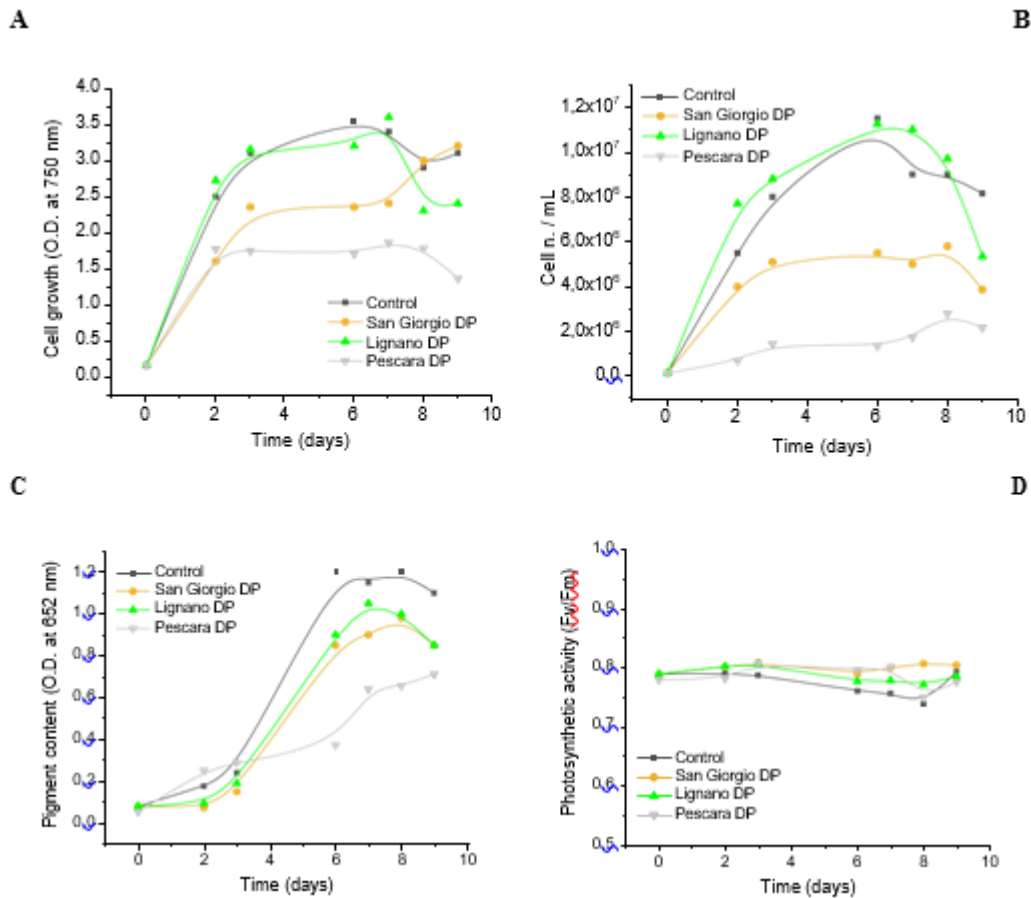 A
B
Cell growth (O.D. at 750 nm)
4.0
3.5
3.0
2.5
2.0
1.5
1.0
0.5
0.0
Control
San Giorgio DP
Lignano DP
Pescara DP
0 2 4 6 8 10
Time (days)
Cell n. / mL
1,2x10⁷
1,0x10⁷
8,0x10⁶
6,0x10⁶
4,0x10⁶
2,0x10⁶
0,0
Control
San Giorgio DP
Lignano DP
Pescara DP
0 2 4 6 8 10
Time (days)
C
D
Pigment content (O.D. at 652 nm)
1,2
1,0
0,8
0,6
0,4
0,2
0,0
Control
San Giorgio DP
Lignano DP
Pescara DP
0 2 4 6 8 10
Time (days)
Photosynthetic activity (Fv/Fm)
1,0
0,9
0,8
0,7
0,6
0,5
Control
San Giorgio DP
Lignano DP
Pescara DP
0 2 4 6 8 10
Time (days)